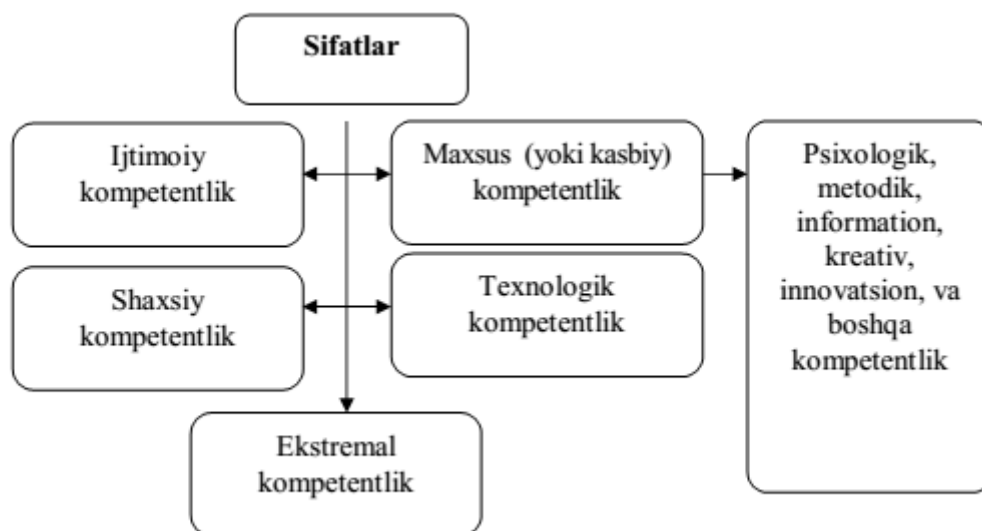 Sifatlar
Ijtimoiy
kompetentlik
Maxsus (yoki kasbiy)
kompetentlik
Psixologik,
metodik,
information,
kreativ,
innovatsion, va
boshqa
kompetentlik
Shaxsiy
kompetentlik
Texnologik
kompetentlik
Ekstremal
kompetentlik